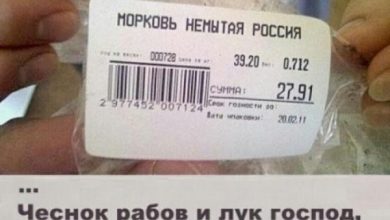 МОРКОВЬ НЕМЫТАЯ РОССИЯ
000728
39.20 0.712
СУММА: 27.91
2 977452 007124
Срок годности до:
Дата упаковки: 20.02.11
...
Чеснок рабов и лук господ.